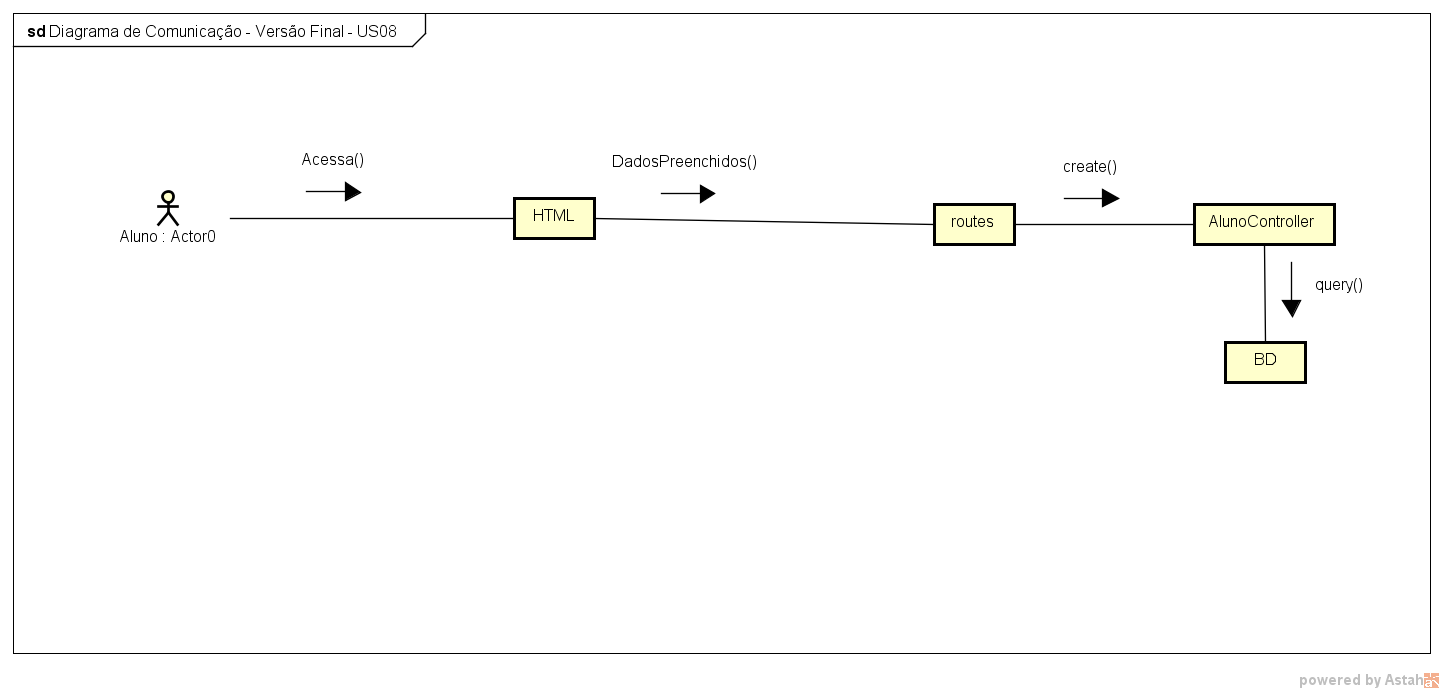 sd Diagrama de Comunicação - Versão Final - US08
Acessa()
DadosPreenchidos()
create()
HTML
routes
AlunoController
Aluno : Actor0
query()
BD
powered by Astah